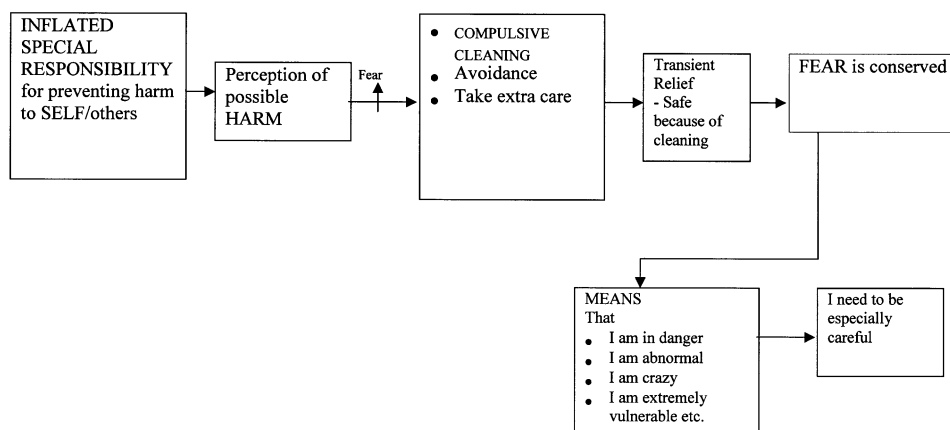 INFLATED
SPECIAL
RESPONSIBILITY
for preventing harm
to SELF/others
Perception of
possible
HARM
Fear
• COMPULSIVE
CLEANING
• Avoidance
• Take extra care
Transient
Relief
- Safe
because of
cleaning
FEAR is conserved
MEANS
That
• I am in danger
• I am abnormal
• I am crazy
• I am extremely
vulnerable etc.
I need to be
especially
careful